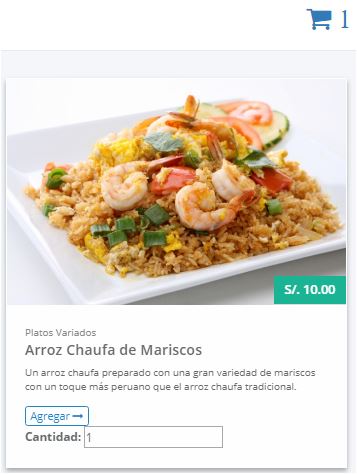 1
S/. 10.00
Platos Variados
Arroz Chaufa de Mariscos
Un arroz chaufa preparado con una gran variedad de mariscos
con un toque más peruano que el arroz chaufa tradicional.
Agregar
Cantidad: 1